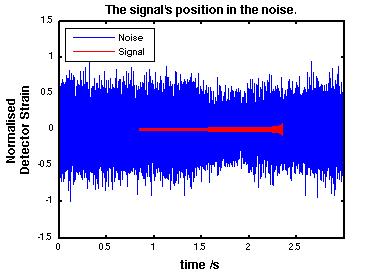 The signal's position in the noise.
Noise
Signal
Normalised
Detector Strain
1.5
1
0.5
0
-0.5
-1
-1.5
0
0.5
1
1.5
2
2.5
time /s